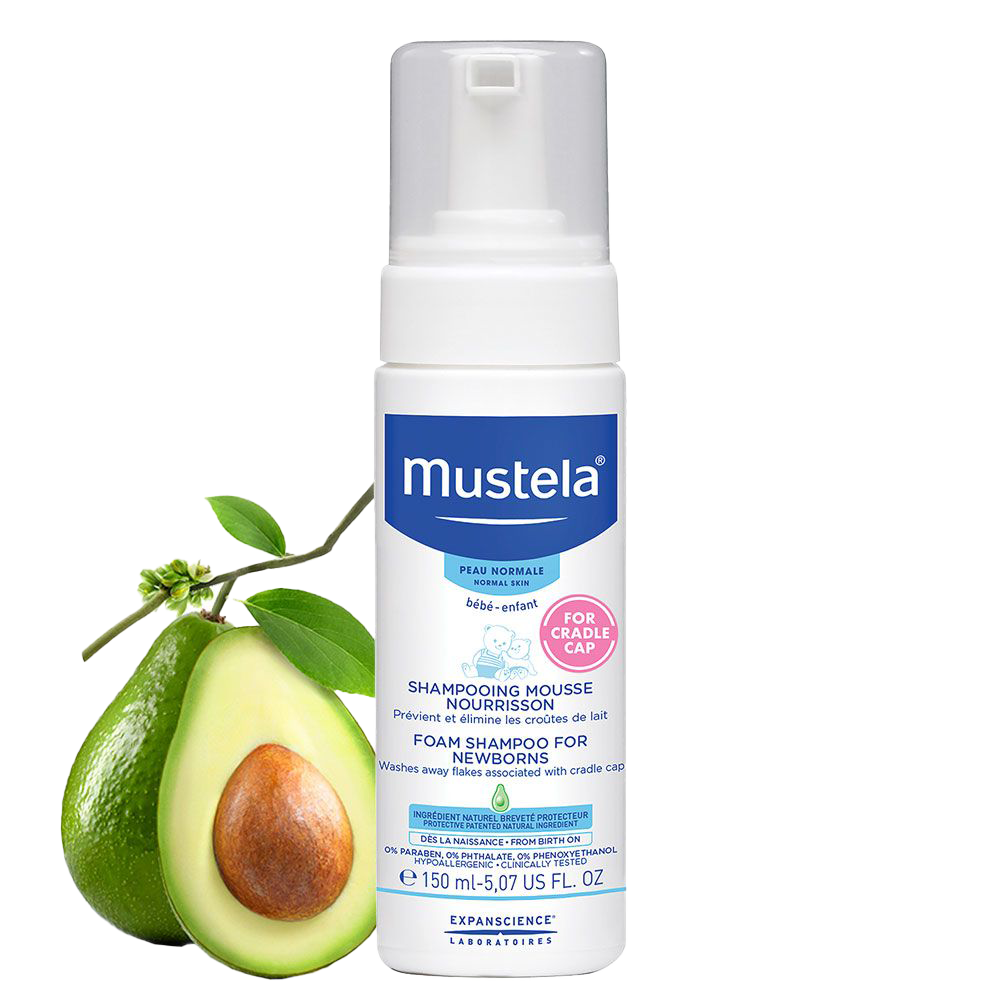 mustela®
PEAU NORMALE
NORMAL SKIN
bébé-enfant
FOR
CRADLE
CAP
SHAMPOOING MOUSSE
NOURRISSON
Prévient et élimine les croûtes de lait
FOAM SHAMPOO FOR
NEWBORNS
Washes away flakes associated with cradle cap
INGRÉDIENT NATUREL BREVETÉ PROTECTEUR
PROTECTIVE PATENTED NATURAL INGREDIENT
DÈS LA NAISSANCE • FROM BIRTH ON
0% PARABEN, 0% PHTHALATE, 0% PHENOXYETHANOL
HYPOALLERGENIC • CLINICALLY TESTED
℮ 150 ml-5,07 US FL. OZ
EXPANSCIENCE®
LABORATOIRES